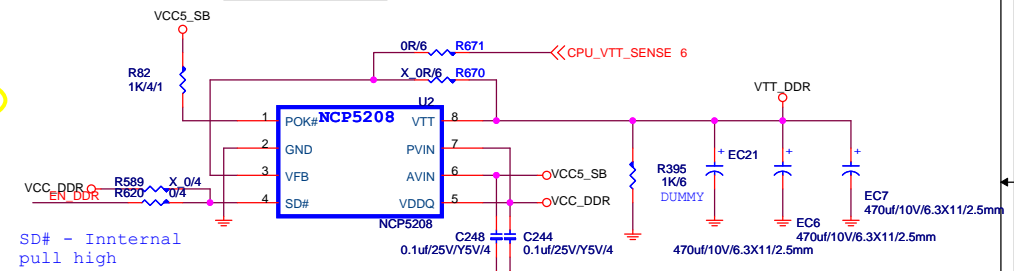 VCC5_SB
0R/6 R671
CPU_VTT_SENSE 6
R82
1K/4/1
X_0R/6 R670
VTT_DDR
U2
1 POK# NCP5208 VTT 8
2 GND PVIN 7
3 VFB AVIN 6 VCC5_SB
4 SD# VDDQ 5 VCC_DDR
NCP5208
VCC_DDR R589 X_0/4
EN_DDR R620 0/4
R395
1K/6
DUMMY
+ EC21
+
+
EC7
470uf/10V/6.3X11/2.5mm
EC6
470uf/10V/6.3X11/2.5mm
470uf/10V/6.3X11/2.5mm
C248
0.1uf/25V/Y5V/4
C244
0.1uf/25V/Y5V/4
SD# - Innternal
pull high